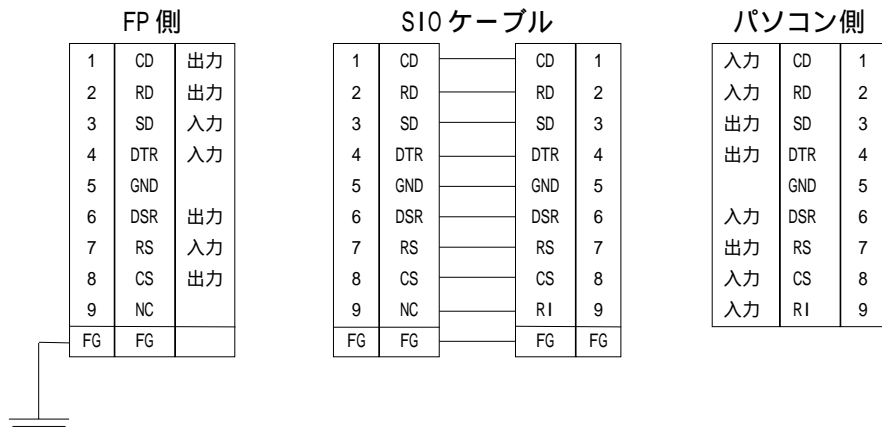 FP側 SIOケーブル パソコン側
1 CD 出力 1 CD CD 1 入力 CD 1
2 RD 出力 2 RD RD 2 入力 RD 2
3 SD 入力 3 SD SD 3 出力 SD 3
4 DTR 入力 4 DTR DTR 4 出力 DTR 4
5 GND 5 GND GND 5 GND 5
6 DSR 出力 6 DSR DSR 6 入力 DSR 6
7 RS 入力 7 RS RS 7 出力 RS 7
8 CS 出力 8 CS CS 8 入力 CS 8
9 NC 9 NC RI 9 入力 RI 9
FG FG FG FG FG FG